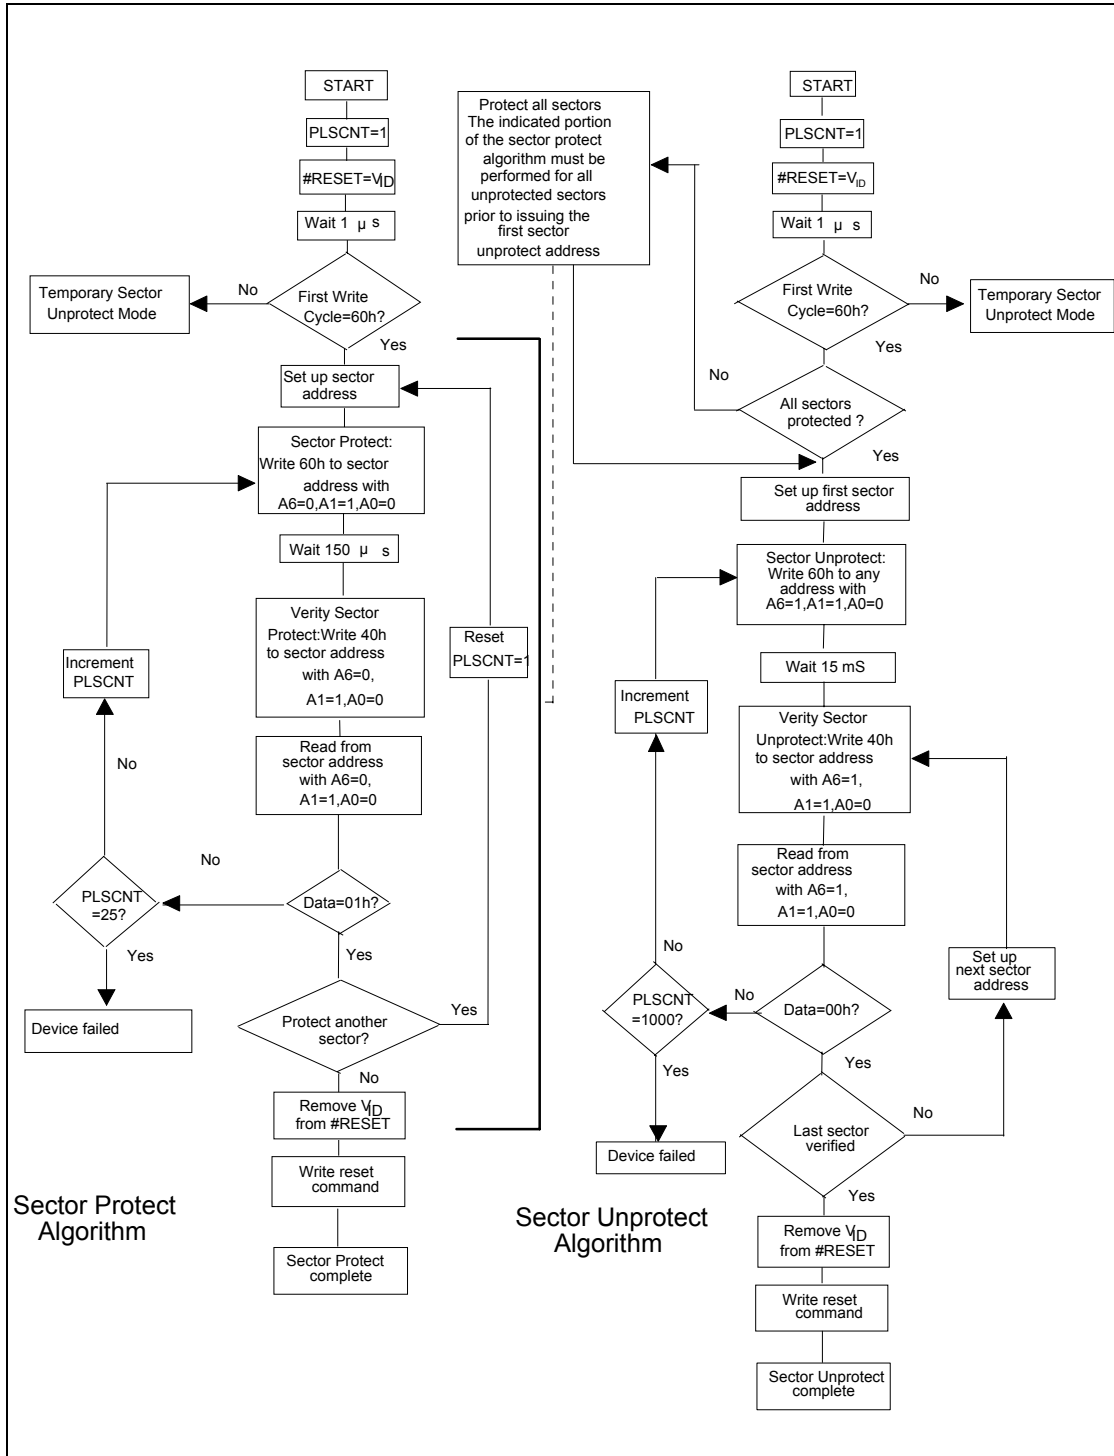 START
PLSCNT=1
#RESET=VID
Wait 1 µ s
First Write
Cycle=60h?
No
Temporary Sector
Unprotect Mode
Yes
Set up sector
address
Sector Protect:
Write 60h to sector
address with
A6=0,A1=1,A0=0
Wait 150 µ s
Verity Sector
Protect:Write 40h
to sector address
with A6=0,
A1=1,A0=0
Reset
PLSCNT=1
Increment
PLSCNT
Read from
sector address
with A6=0,
A1=1,A0=0
No
No
PLSCNT
=25?
Data=01h?
Yes
Yes
Device failed
Protect another
sector?
Yes
No
Remove VID
from #RESET
Write reset
command
Sector Protect
complete
Sector Protect
Algorithm
Protect all sectors
The indicated portion
of the sector protect
algorithm must be
performed for all
unprotected sectors
prior to issuing the
first sector
unprotect address
START
PLSCNT=1
#RESET=VID
Wait 1 µ s
First Write
Cycle=60h?
No
Temporary Sector
Unprotect Mode
Yes
No
All sectors
protected ?
Yes
Set up first sector
address
Sector Unprotect:
Write 60h to any
address with
A6=1,A1=1,A0=0
Wait 15 mS
Increment
PLSCNT
Verity Sector
Unprotect:Write 40h
to sector address
with A6=1,
A1=1,A0=0
Read from
sector address
with A6=1,
A1=1,A0=0
No
Set up
next sector
address
PLSCNT
=1000?
No
Data=00h?
Yes
Yes
Device failed
Last sector
verified
No
Yes
Remove VID
from #RESET
Write reset
command
Sector Unprotect
complete
Sector Unprotect
Algorithm